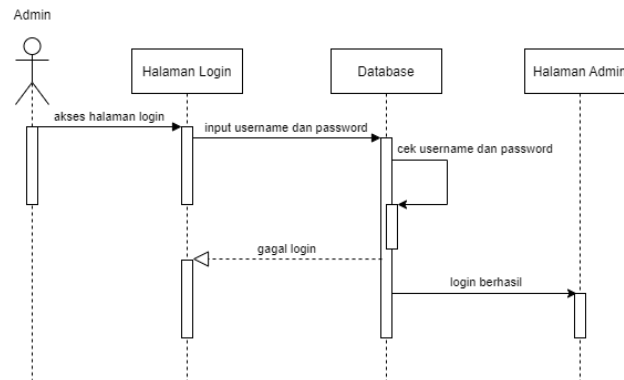 Admin
Halaman Login
Database
Halaman Admin
akses halaman login
input username dan password
cek username dan password
gagal login
login berhasil